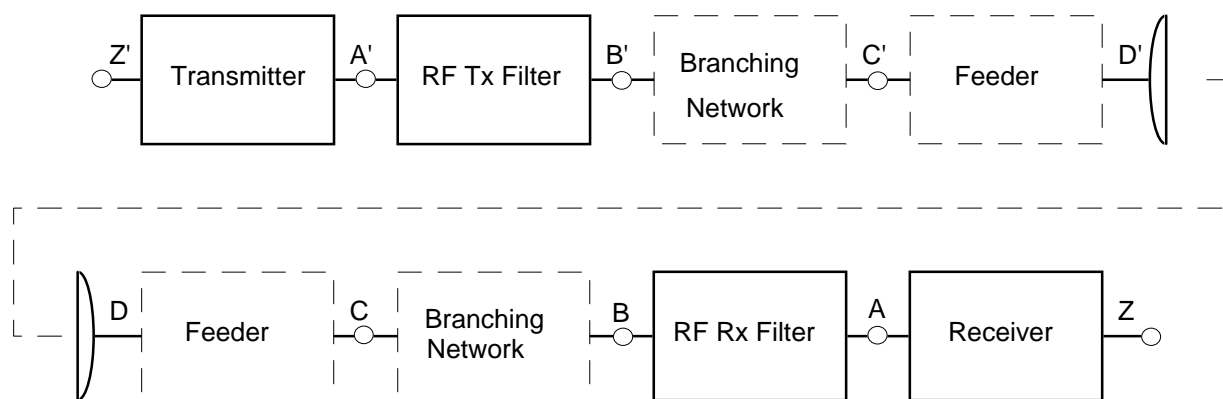 Z'
Transmitter
A'
RF Tx Filter
B'
Branching
Network
C'
Feeder
D'
D
Feeder
C
Branching
Network
B
RF Rx Filter
A
Receiver
Z